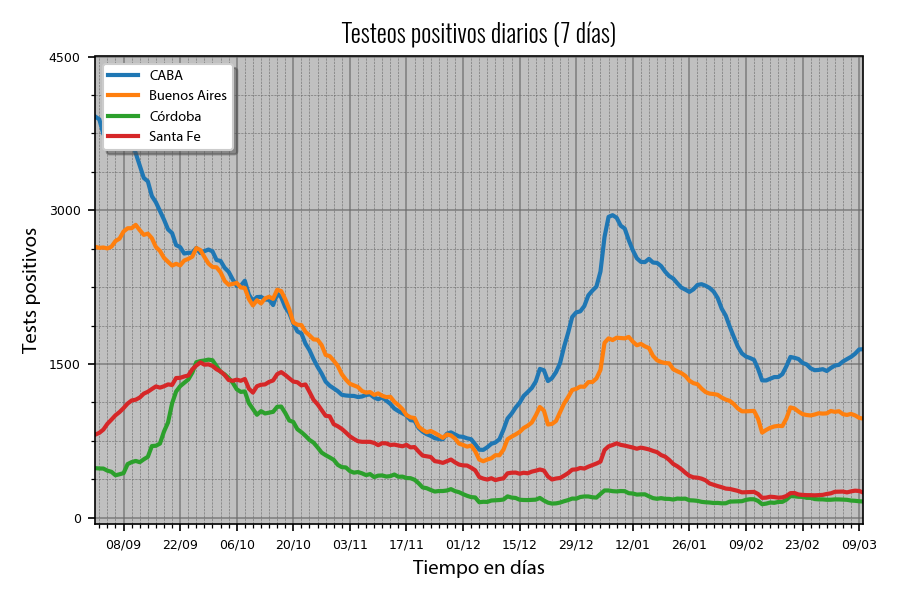 Testeos positivos diarios (7 días)
4500
3000
1500
0
Tests positivos
CABA
Buenos Aires
Córdoba
Santa Fe
08/09 22/09 06/10 20/10 03/11 17/11 01/12 15/12 29/12 12/01 26/01 09/02 23/02 09/03
Tiempo en días